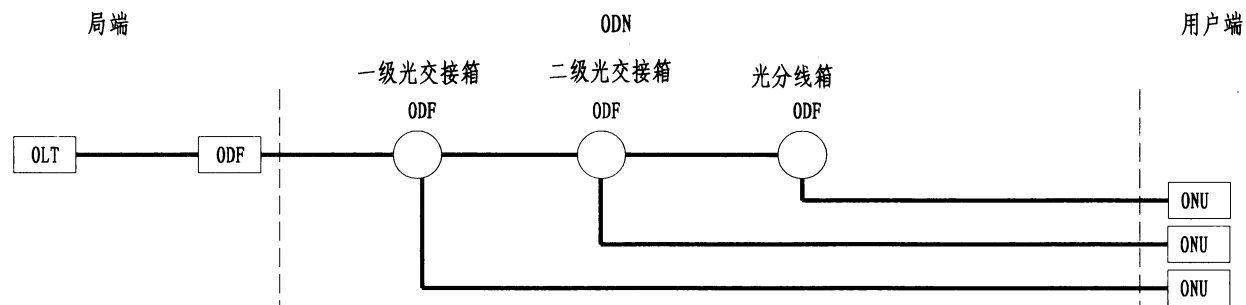 局端 ODN 用户端
一级光交接箱 二级光交接箱 光分线箱
ODF ODF ODF
OLT ODF
ONU
ONU
ONU